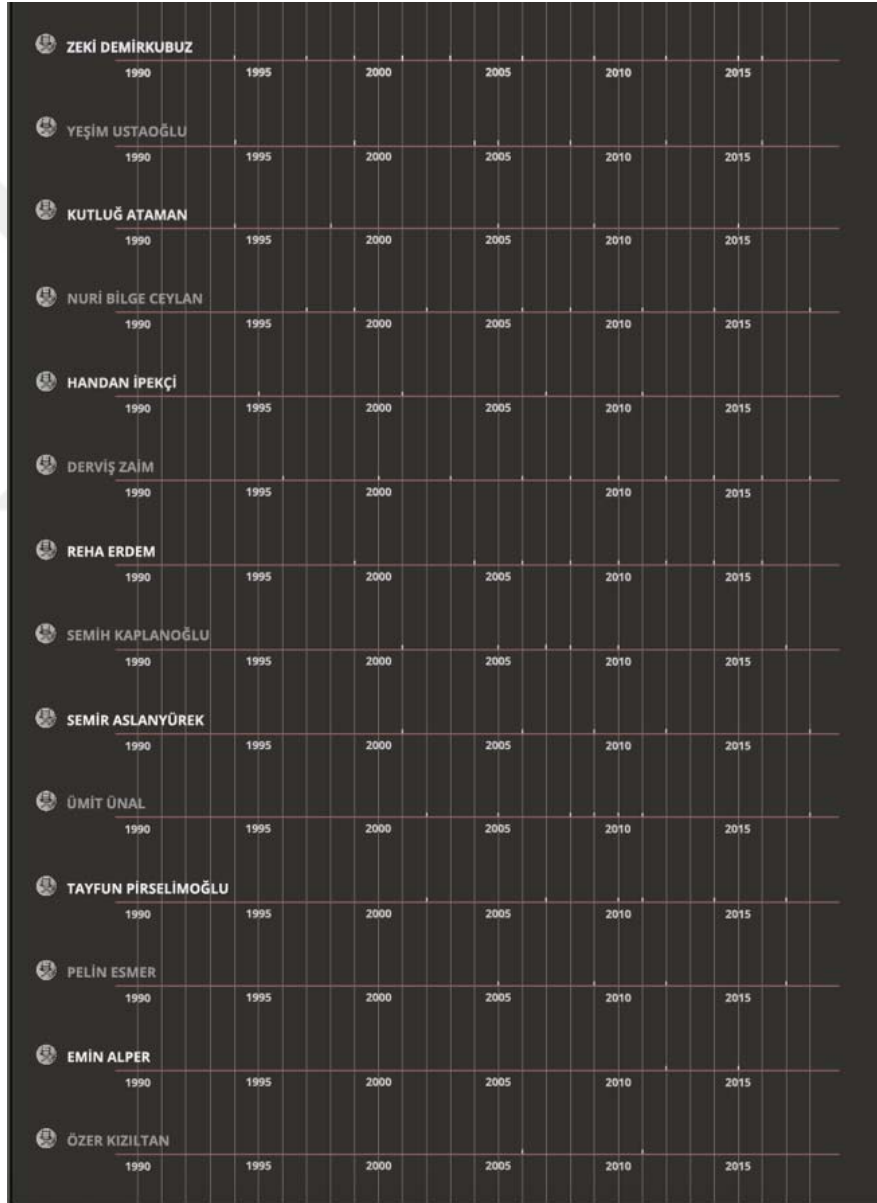 ZEKİ DEMİRKUBUZ
1990 1995 2000 2005 2010 2015
YEŞİM USTAOĞLU
1990 1995 2000 2005 2010 2015
KUTLUĞ ATAMAN
1990 1995 2000 2005 2010 2015
NURİ BİLGE CEYLAN
1990 1995 2000 2005 2010 2015
HANDAN İPEKÇİ
1990 1995 2000 2005 2010 2015
DERVİŞ ZAİM
1990 1995 2000 2010 2015
REHA ERDEM
1990 1995 2000 2005 2010 2015
SEMİH KAPLANOĞLU
1990 1995 2000 2005 2010 2015
SEMİR ASLANYÜREK
1990 1995 2000 2005 2010 2015
ÜMİT ÜNAL
1990 1995 2000 2005 2010 2015
TAYFUN PİRSELİMOĞLU
1990 1995 2000 2005 2010 2015
PELİN ESMER
1990 1995 2000 2005 2010 2015
EMİN ALPER
1990 1995 2000 2005 2010 2015
ÖZER KIZILTAN
1990 1995 2000 2005 2010 2015